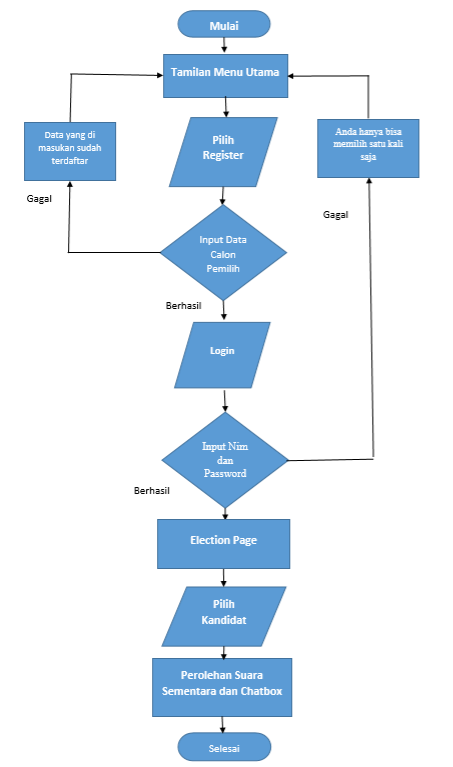 Mulai
Tamilan Menu Utama
Pilih
Register
Data yang di
masukan sudah
terdaftar
Anda hanya bisa
memilih satu kali
saja
Gagal
Gagal
Input Data
Calon
Pemilih
Berhasil
Login
Input Nim
dan
Password
Berhasil
Election Page
Pilih
Kandidat
Perolehan Suara
Sementara dan Chatbox
Selesai